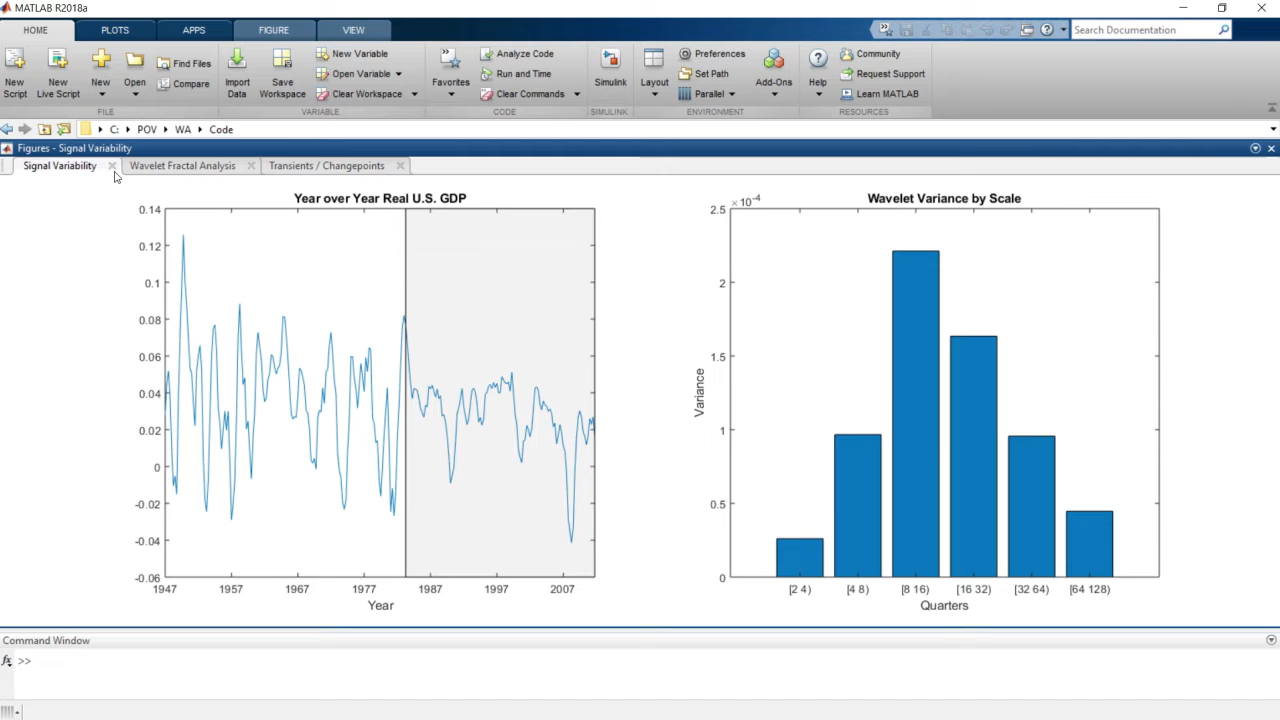 MATLAB R2018a
HOME PLOTS APPS FIGURE VIEW
Search Documentation
New Script
New Live Script
New
Open
Find Files
Compare
FILE
Import Data
Save Workspace
New Variable
Open Variable
Clear Workspace
VARIABLE
Favorites
Analyze Code
Run and Time
Clear Commands
CODE
Simulink
SIMULINK
Layout
Preferences
Set Path
Parallel
Add-Ons
ENVIRONMENT
Help
Community
Request Support
Learn MATLAB
RESOURCES
C: POV WA Code
Figures - Signal Variability
Signal Variability Wavelet Fractal Analysis Transients / Changepoints
Year over Year Real U.S. GDP
0.14
0.12
0.1
0.08
0.06
0.04
0.02
0
-0.02
-0.04
-0.06
1947 1957 1967 1977 1987 1997 2007
Year
Wavelet Variance by Scale
×10-4
2.5
2
1.5
1
0.5
0
Variance
[2 4) [4 8) [8 16) [16 32) [32 64) [64 128)
Quarters
Command Window
fx >>